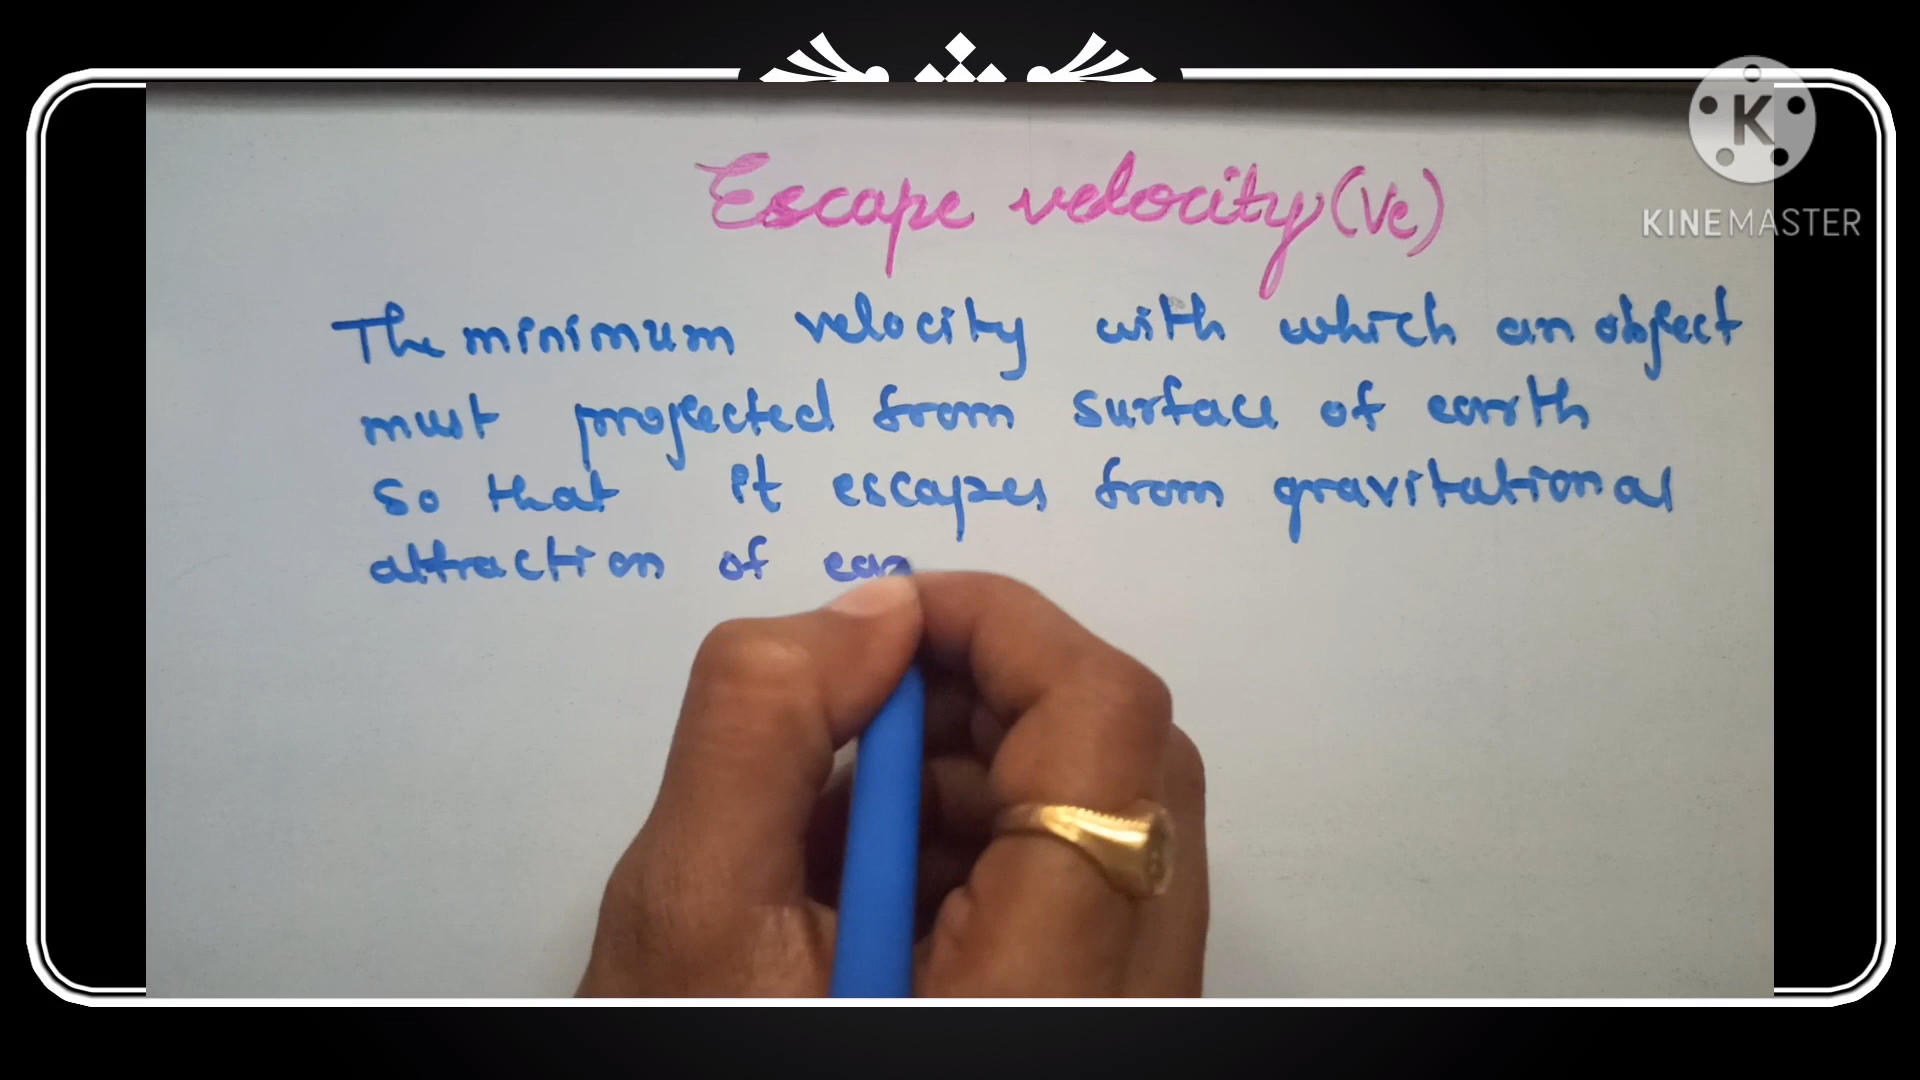 Escape velocity (Ve)
K
KINEMASTER
The minimum velocity with which an object
must projected from surface of earth
so that it escapes from gravitational
attraction of ear